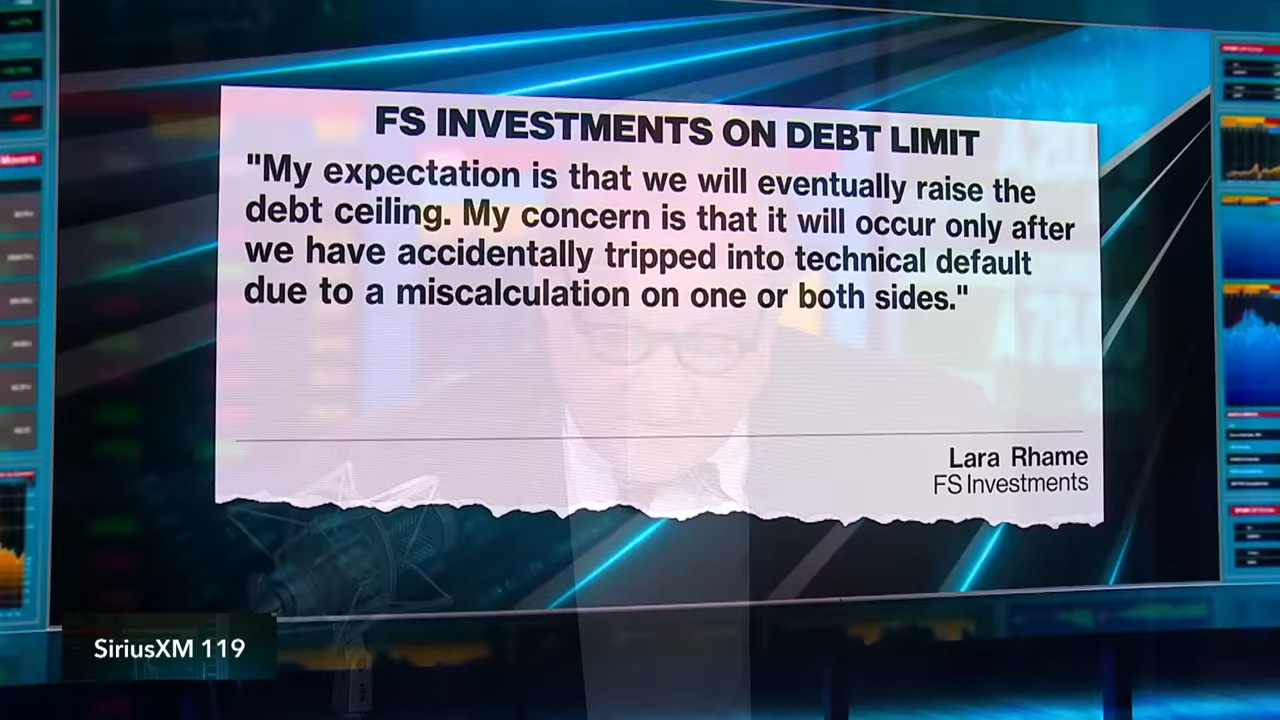 FS INVESTMENTS ON DEBT LIMIT
"My expectation is that we will eventually raise the
debt ceiling. My concern is that it will occur only after
we have accidentally tripped into technical default
due to a miscalculation on one or both sides."
Lara Rhame
FS Investments
Movers
SiriusXM 119